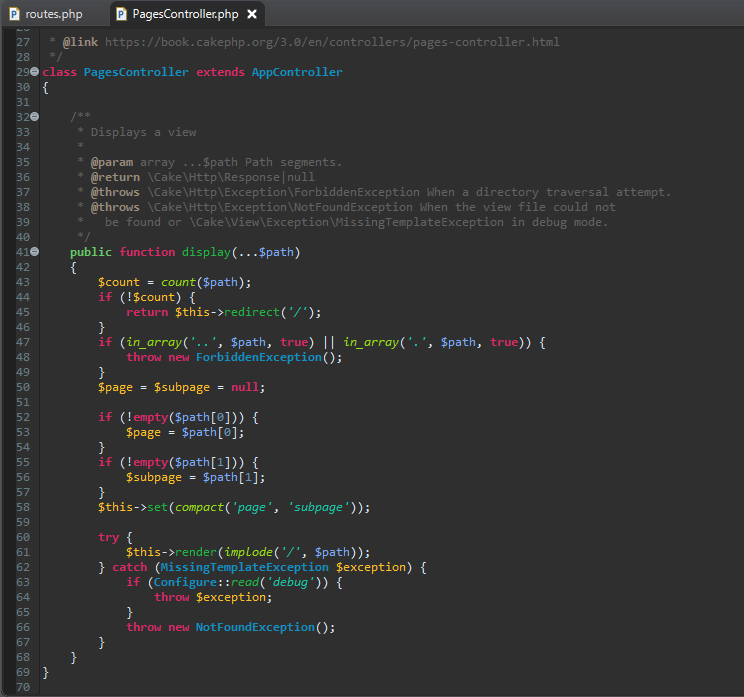 routes.php PagesController.php
27 * @link https://book.cakephp.org/3.0/en/controllers/pages-controller.html
28 */
29 class PagesController extends AppController
30 {
31
32 /**
33 * Displays a view
34 *
35 * @param array ...$path Path segments.
36 * @return \Cake\Http\Response|null
37 * @throws \Cake\Http\Exception\ForbiddenException When a directory traversal attempt.
38 * @throws \Cake\Http\Exception\NotFoundException When the view file could not
39 *   be found or \Cake\View\Exception\MissingTemplateException in debug mode.
40 */
41 public function display(...$path)
42 {
43 $count = count($path);
44 if (!$count) {
45 return $this->redirect('/');
46 }
47 if (in_array('..', $path, true) || in_array('.', $path, true)) {
48 throw new ForbiddenException();
49 }
50 $page = $subpage = null;
51
52 if (!empty($path[0])) {
53 $page = $path[0];
54 }
55 if (!empty($path[1])) {
56 $subpage = $path[1];
57 }
58 $this->set(compact('page', 'subpage'));
59
60 try {
61 $this->render(implode('/', $path));
62 } catch (MissingTemplateException $exception) {
63 if (Configure::read('debug')) {
64 throw $exception;
65 }
66 throw new NotFoundException();
67 }
68 }
69 }
70